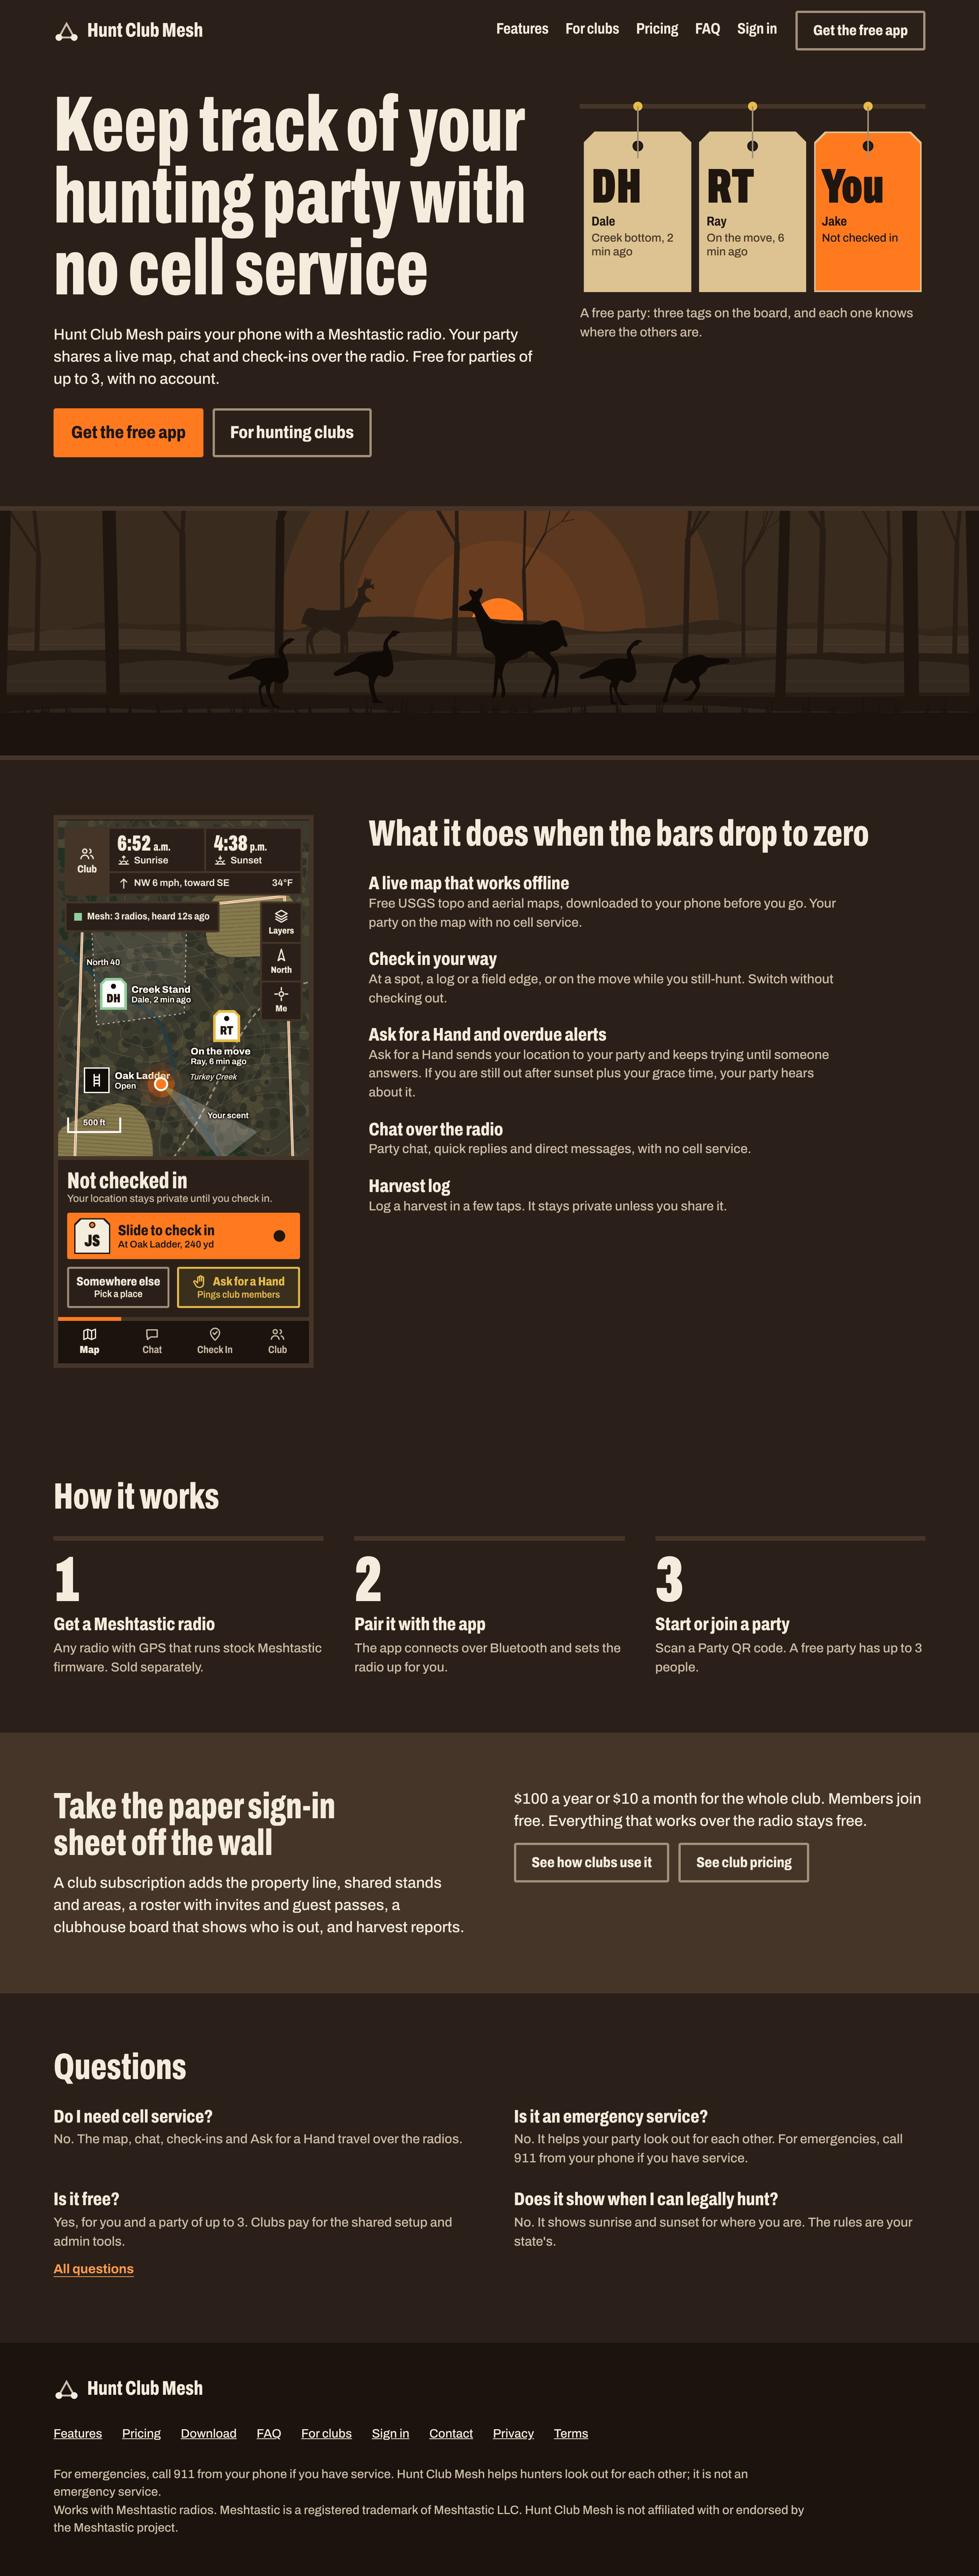 Hunt Club Mesh
Features
For clubs
Pricing
FAQ
Sign in
Get the free app
Keep track of your
hunting party with
no cell service
Hunt Club Mesh pairs your phone with a Meshtastic radio. Your party
shares a live map, chat and check-ins over the radio. Free for parties of
up to 3, with no account.
Get the free app
For hunting clubs
DH
Dale
Creek bottom, 2
min ago
RT
Ray
On the move, 6
min ago
You
Jake
Not checked in
A free party: three tags on the board, and each one knows
where the others are.
Club
6:52 a.m.
Sunrise
4:38 p.m.
Sunset
NW 6 mph, toward SE
34°F
Mesh: 3 radios, heard 12s ago
Layers
North
Me
North 40
DH
Creek Stand
Dale, 2 min ago
RT
On the move
Ray, 6 min ago
Turkey Creek
Oak Ladder
Open
Your scent
500 ft
Not checked in
Your location stays private until you check in.
JS
Slide to check in
At Oak Ladder, 240 yd
Somewhere else
Pick a place
Ask for a Hand
Pings club members
Map
Chat
Check In
Club
What it does when the bars drop to zero
A live map that works offline
Free USGS topo and aerial maps, downloaded to your phone before you go. Your
party on the map with no cell service.
Check in your way
At a spot, a log or a field edge, or on the move while you still-hunt. Switch without
checking out.
Ask for a Hand and overdue alerts
Ask for a Hand sends your location to your party and keeps trying until someone
answers. If you are still out after sunset plus your grace time, your party hears
about it.
Chat over the radio
Party chat, quick replies and direct messages, with no cell service.
Harvest log
Log a harvest in a few taps. It stays private unless you share it.
How it works
1
Get a Meshtastic radio
Any radio with GPS that runs stock Meshtastic
firmware. Sold separately.
2
Pair it with the app
The app connects over Bluetooth and sets the
radio up for you.
3
Start or join a party
Scan a Party QR code. A free party has up to 3
people.
Take the paper sign-in
sheet off the wall
A club subscription adds the property line, shared stands
and areas, a roster with invites and guest passes, a
clubhouse board that shows who is out, and harvest reports.
$100 a year or $10 a month for the whole club. Members join
free. Everything that works over the radio stays free.
See how clubs use it
See club pricing
Questions
Do I need cell service?
No. The map, chat, check-ins and Ask for a Hand travel over the radios.
Is it an emergency service?
No. It helps your party look out for each other. For emergencies, call
911 from your phone if you have service.
Is it free?
Yes, for you and a party of up to 3. Clubs pay for the shared setup and
admin tools.
Does it show when I can legally hunt?
No. It shows sunrise and sunset for where you are. The rules are your
state's.
All questions
Hunt Club Mesh
Features
Pricing
Download
FAQ
For clubs
Sign in
Contact
Privacy
Terms
For emergencies, call 911 from your phone if you have service. Hunt Club Mesh helps hunters look out for each other; it is not an
emergency service.
Works with Meshtastic radios. Meshtastic is a registered trademark of Meshtastic LLC. Hunt Club Mesh is not affiliated with or endorsed by
the Meshtastic project.